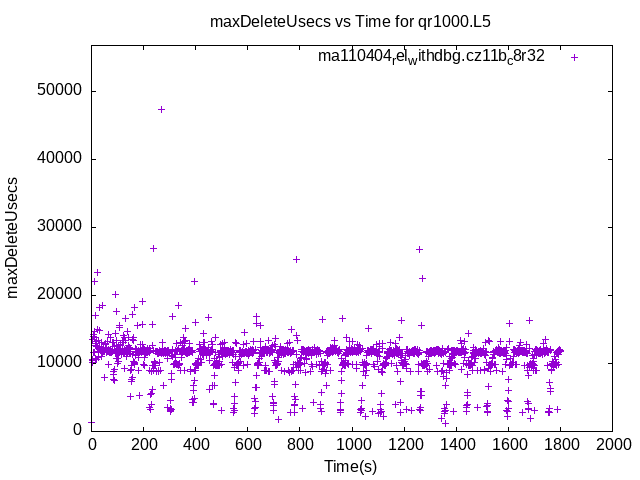 maxDeleteUsecs vs Time for qr1000.L5
ma110404_rel_withdbg.cz11b_c8r32
50000
40000
30000
20000
10000
0
maxDeleteUsecs
0 200 400 600 800 1000 1200 1400 1600 1800 2000
Time(s)